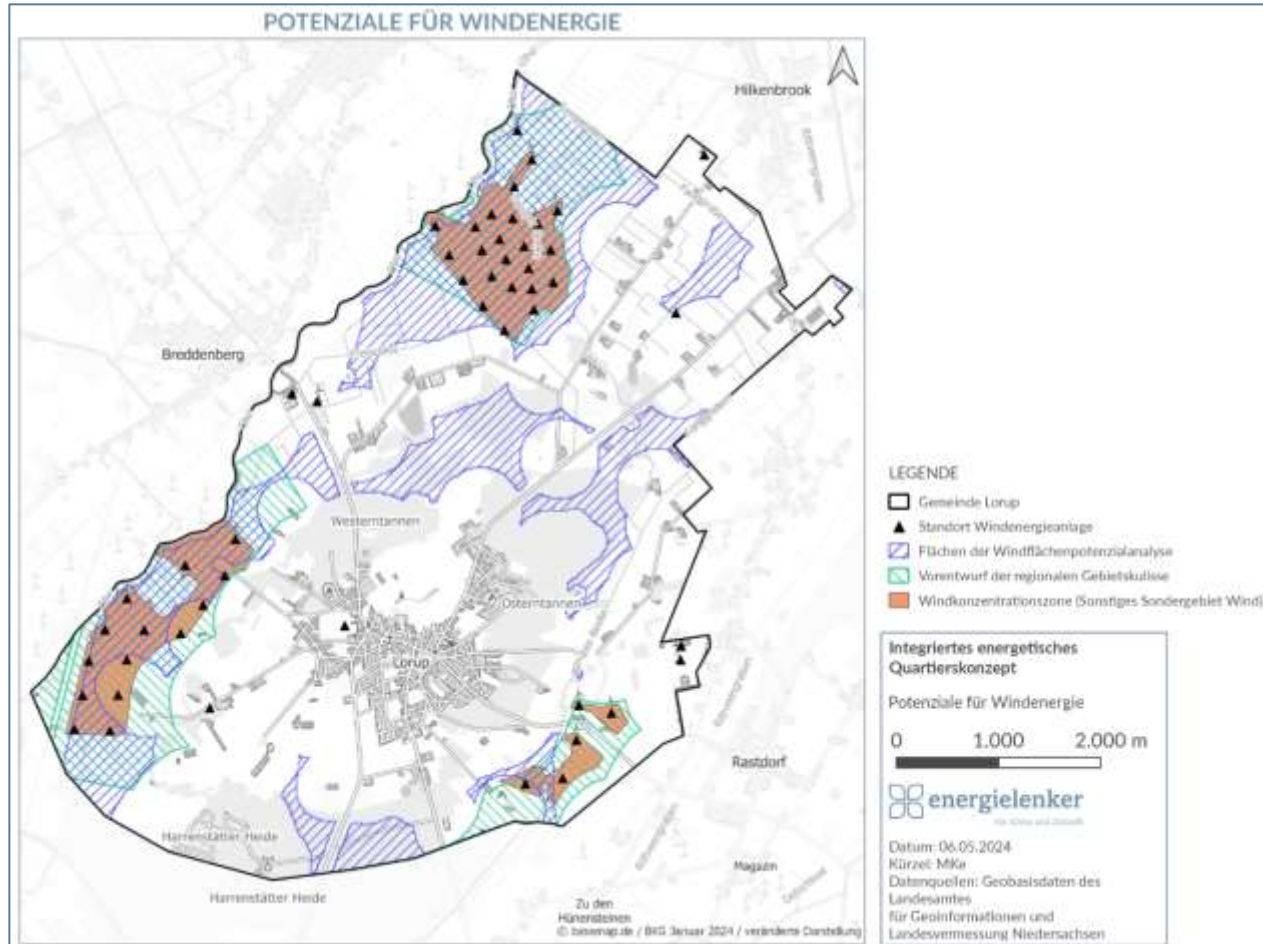 POTENZIALE FÜR WINDENERGIE
Hilkenbrook
Breddenberg
Westerntannen
Osterntannen
Lorup
Rastdorf
Harrenstätter Heide
Magazin
Harrenstätter Heide
Zu den
Hünensteinen
© basemap.de / BKG Januar 2024 / veränderte Darstellung
LEGENDE
Gemeinde Lorup
Standort Windenergieanlage
Flächen der Windflächenpotenzialanalyse
Vorentwurf der regionalen Gebietskulisse
Windkonzentrationszone (Sonstiges Sondergebiet Wind)
Integriertes energetisches
Quartierskonzept
Potenziale für Windenergie
0 1.000 2.000 m
energielenker
Datum: 06.05.2024
Kürzel: MKe
Datenquellen: Geobasisdaten des
Landesamtes
für Geoinformationen und
Landesvermessung Niedersachsen